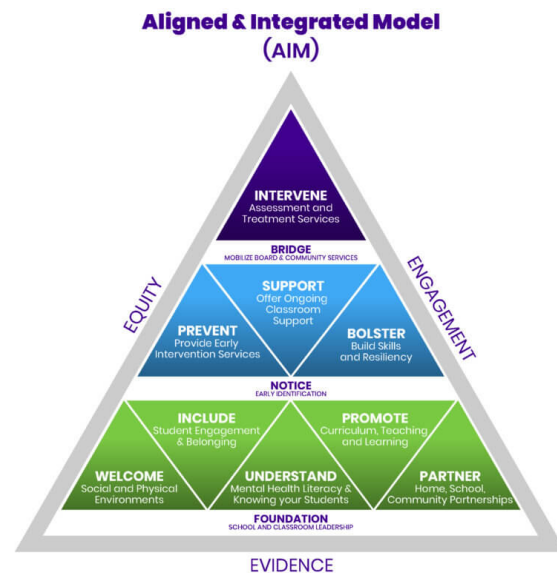 Aligned & Integrated Model
(AIM)
INTERVENE
Assessment and
Treatment Services
BRIDGE
MOBILIZE BOARD & COMMUNITY SERVICES
EQUITY
ENGAGEMENT
SUPPORT
Offer Ongoing
Classroom
Support
PREVENT
Provide Early
Intervention Services
BOLSTER
Build Skills
and Resiliency
NOTICE
EARLY IDENTIFICATION
INCLUDE
Student Engagement
& Belonging
PROMOTE
Curriculum, Teaching
and Learning
WELCOME
Social and Physical
Environments
UNDERSTAND
Mental Health Literacy &
Knowing your Students
PARTNER
Home, School,
Community Partnerships
FOUNDATION
SCHOOL AND CLASSROOM LEADERSHIP
EVIDENCE